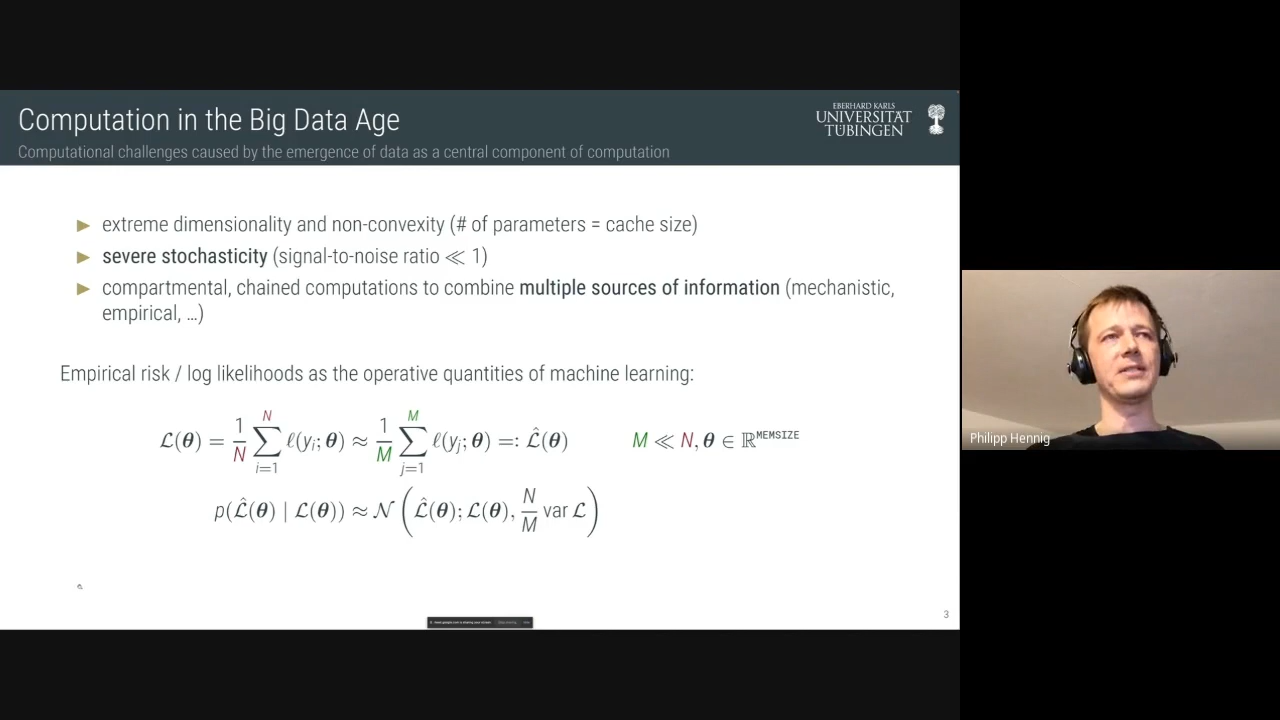 Computation in the Big Data Age
Computational challenges caused by the emergence of data as a central component of computation
EBERHARD KARLS
UNIVERSITÄT
TÜBINGEN
▶ extreme dimensionality and non-convexity (# of parameters = cache size)
▶ severe stochasticity (signal-to-noise ratio ≪ 1)
▶ compartmental, chained computations to combine multiple sources of information (mechanistic,
empirical, …)
Empirical risk / log likelihoods as the operative quantities of machine learning:
ℒ(θ) = 1/N ∑_{i=1}^{N} ℓ(y_i; θ) ≈ 1/M ∑_{j=1}^{M} ℓ(y_j; θ) =: ℒ̂(θ) M ≪ N, θ ∈ ℝ^MEMSIZE
p(ℒ̂(θ) | ℒ(θ)) ≈ 𝒩(ℒ̂(θ); ℒ(θ), N/M var ℒ)
3
Philipp Hennig